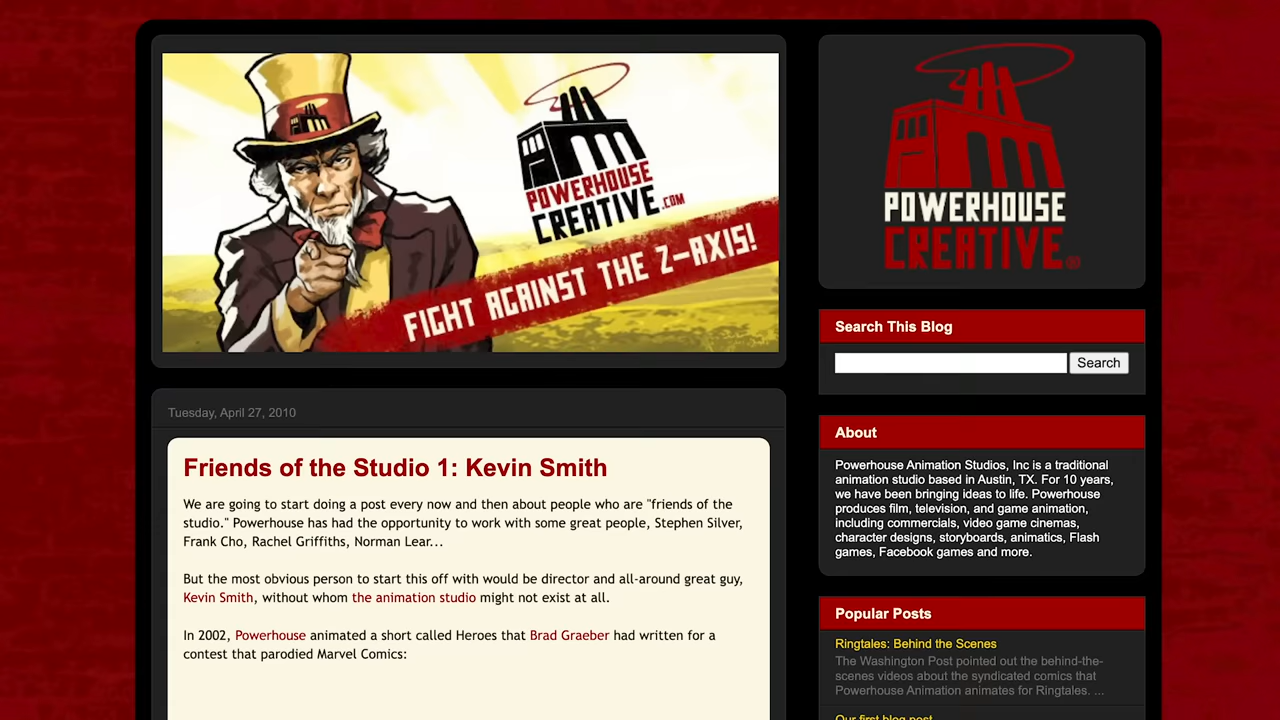 POWERHOUSE
CREATIVE.COM
FIGHT AGAINST THE Z-AXIS!
Tuesday, April 27, 2010
Friends of the Studio 1: Kevin Smith
We are going to start doing a post every now and then about people who are "friends of the
studio." Powerhouse has had the opportunity to work with some great people, Stephen Silver,
Frank Cho, Rachel Griffiths, Norman Lear...
But the most obvious person to start this off with would be director and all-around great guy,
Kevin Smith, without whom the animation studio might not exist at all.
In 2002, Powerhouse animated a short called Heroes that Brad Graeber had written for a
contest that parodied Marvel Comics:
POWERHOUSE
CREATIVE®
Search This Blog
Search
About
Powerhouse Animation Studios, Inc is a traditional
animation studio based in Austin, TX. For 10 years,
we have been bringing ideas to life. Powerhouse
produces film, television, and game animation,
including commercials, video game cinemas,
character designs, storyboards, animatics, Flash
games, Facebook games and more.
Popular Posts
Ringtales: Behind the Scenes
The Washington Post pointed out the behind-the-
scenes videos about the syndicated comics that
Powerhouse Animation animates for Ringtales. ...
Our first blog post